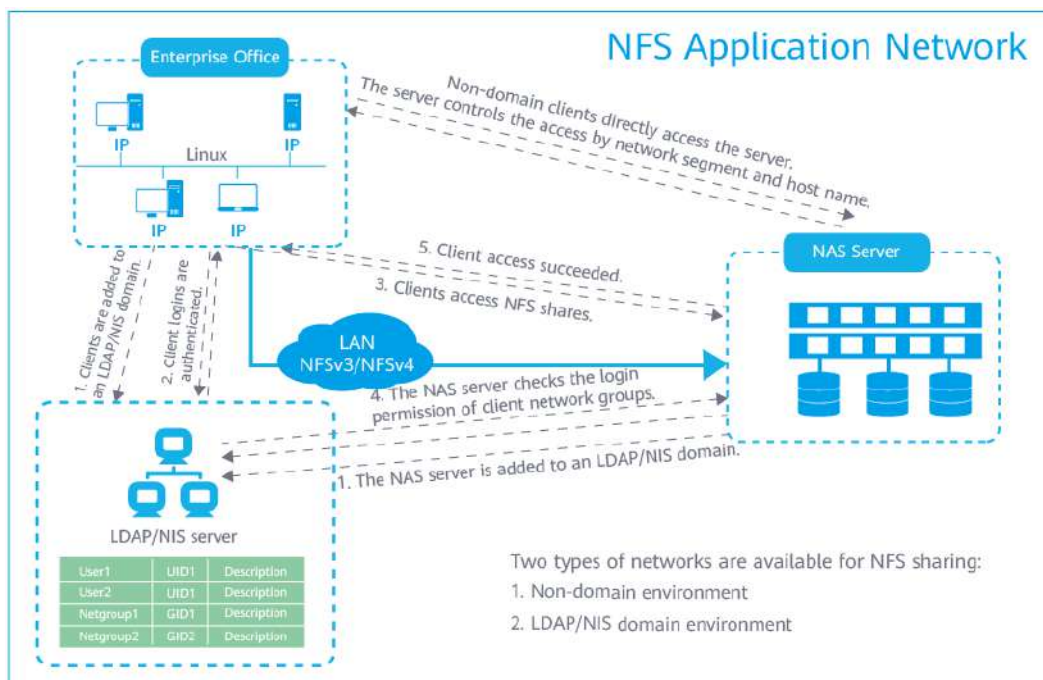 NFS Application Network
Enterprise Office
IP
IP
Linux
IP
IP
Non-domain clients directly access the server.
The server controls the access by network segment and host name.
NAS Server
5. Client access succeeded.
3. Clients access NFS shares.
1. Clients are added to
an LDAP/NIS domain.
2. Client logins are
authenticated.
LAN
NFSv3/NFSv4
4. The NAS server checks the login
permission of client network groups.
1. The NAS server is added to an LDAP/NIS domain.
LDAP/NIS server
User1 UID1 Description
User2 UID1 Description
Netgroup1 GID1 Description
Netgroup2 GID2 Description
Two types of networks are available for NFS sharing:
1. Non-domain environment
2. LDAP/NIS domain environment